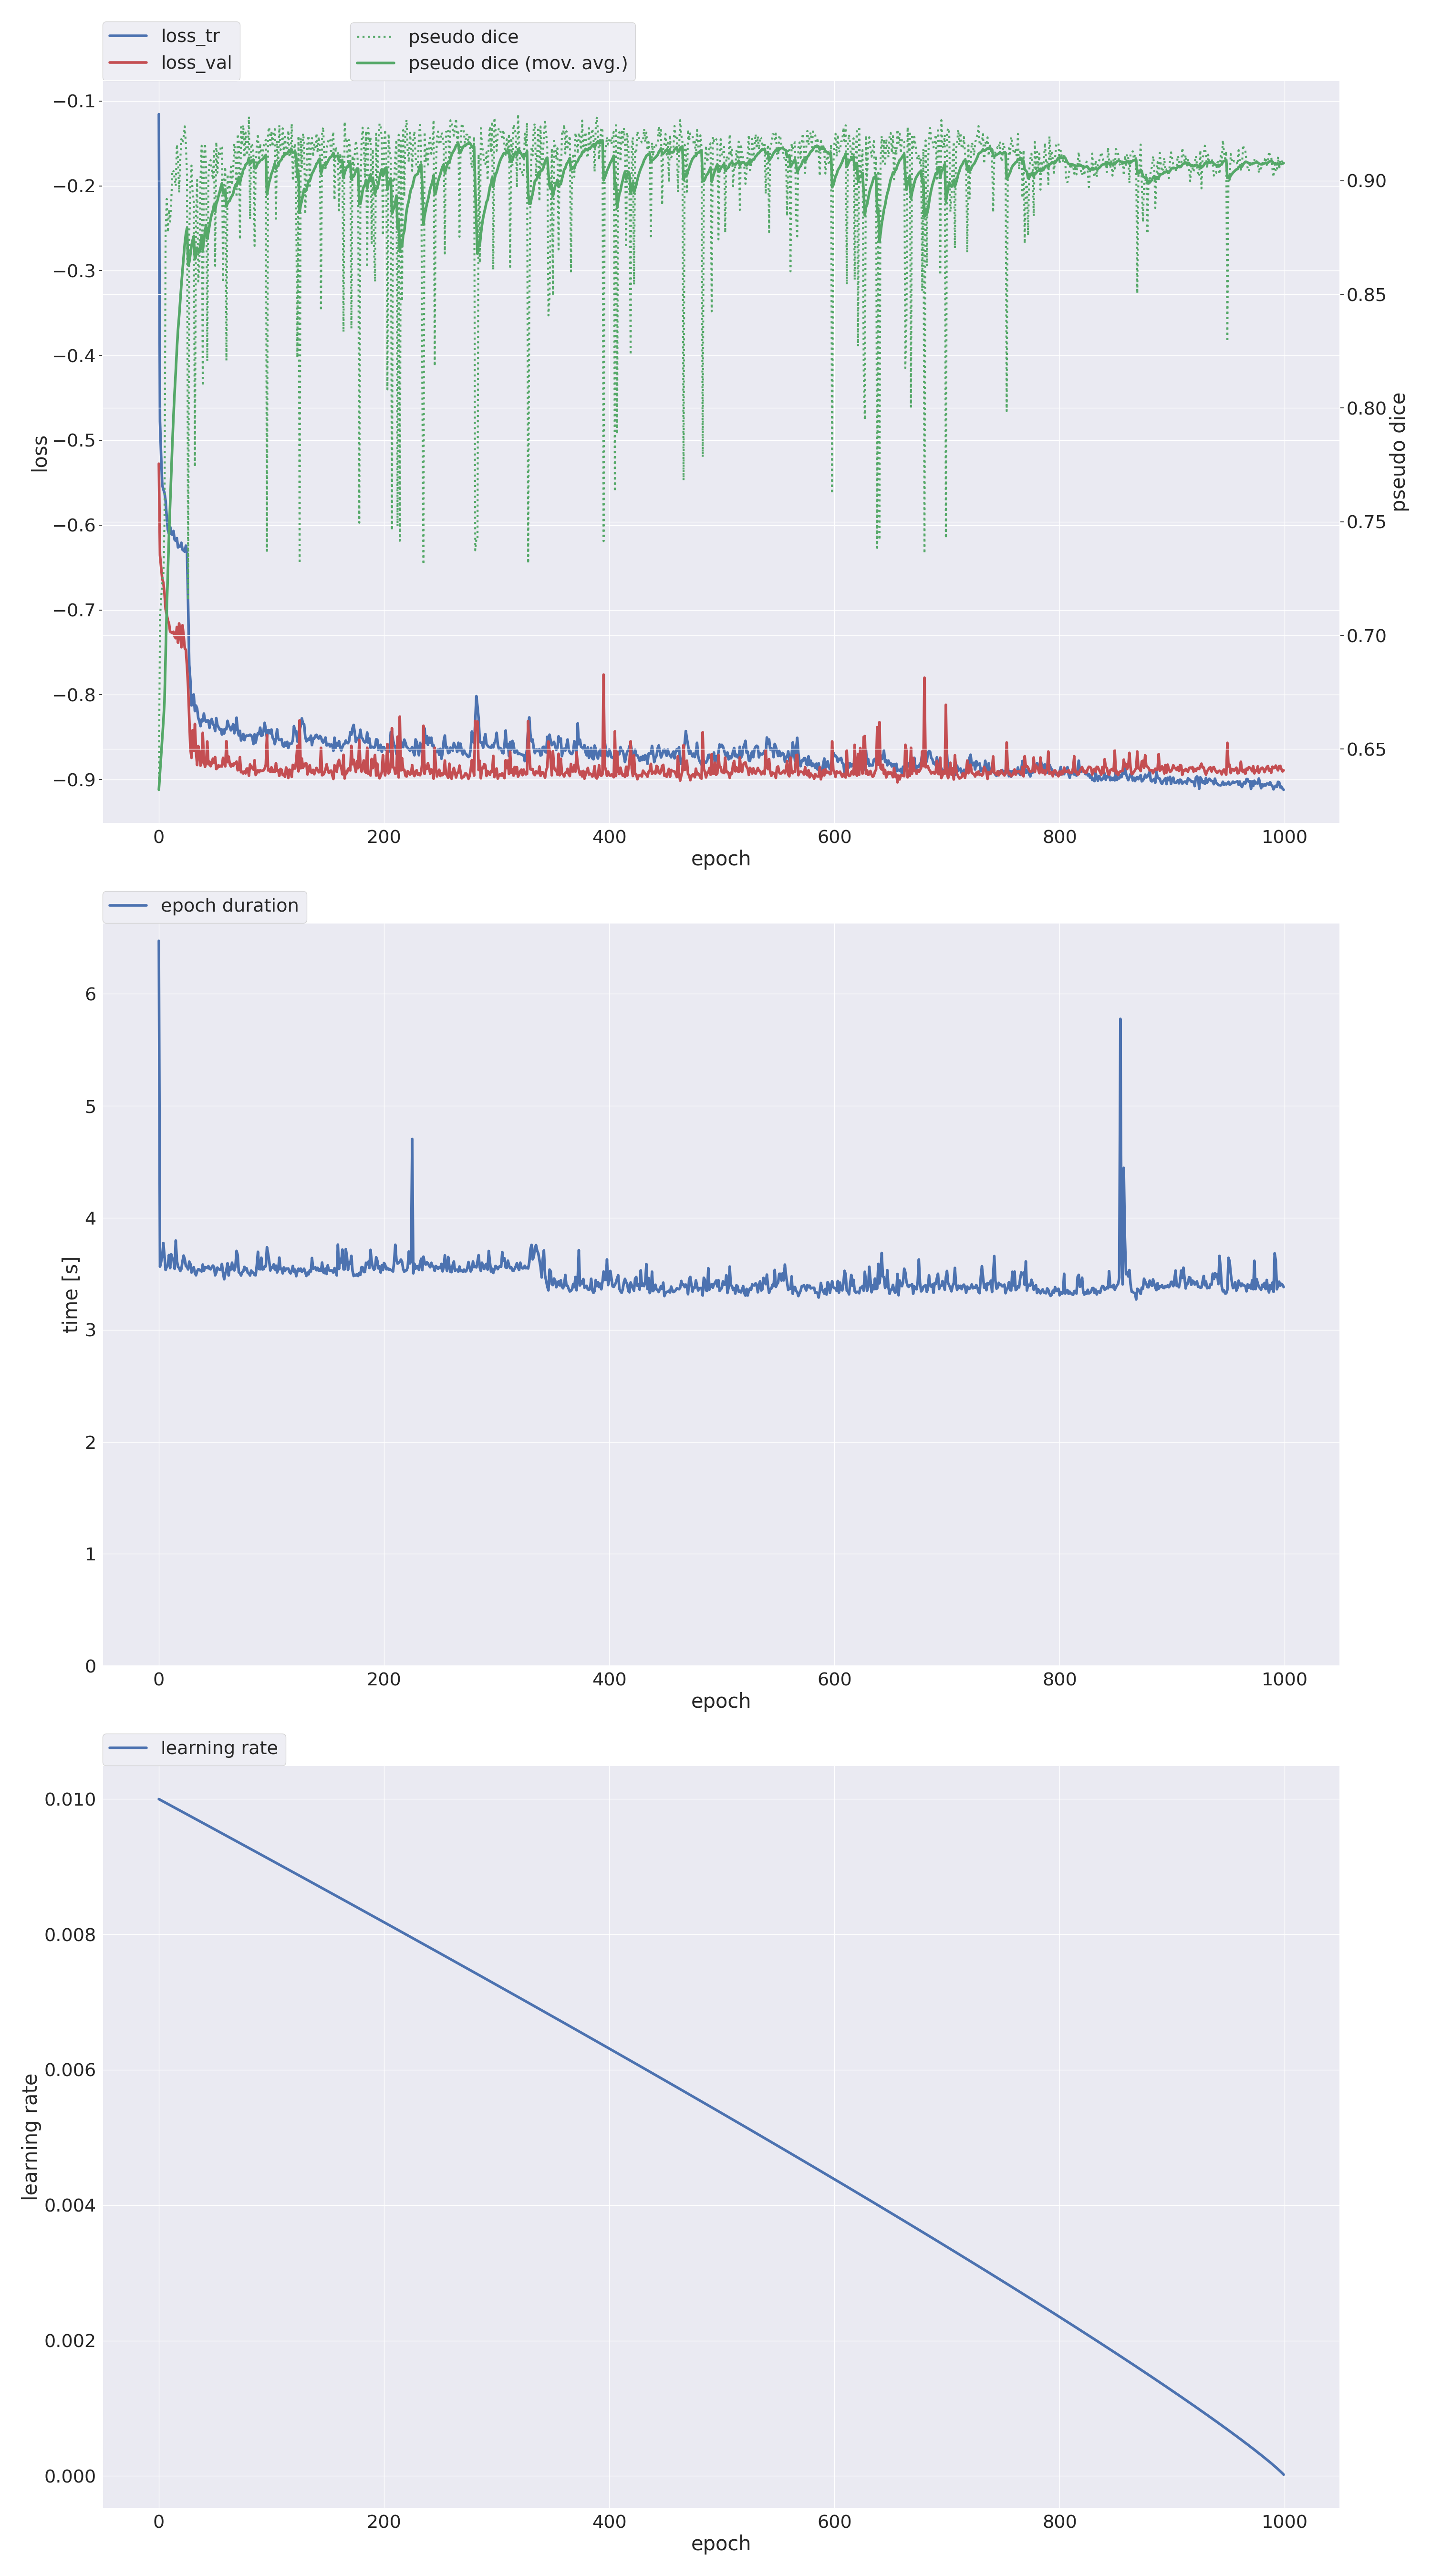 loss_tr
loss_val
pseudo dice
pseudo dice (mov. avg.)
−0.1
−0.2
−0.3
−0.4
−0.5
−0.6
−0.7
−0.8
−0.9
loss
0.90
0.85
0.80
0.75
0.70
0.65
pseudo dice
0 200 400 600 800 1000
epoch
epoch duration
6
5
4
3
2
1
0
time [s]
0 200 400 600 800 1000
epoch
learning rate
0.010
0.008
0.006
0.004
0.002
0.000
learning rate
0 200 400 600 800 1000
epoch